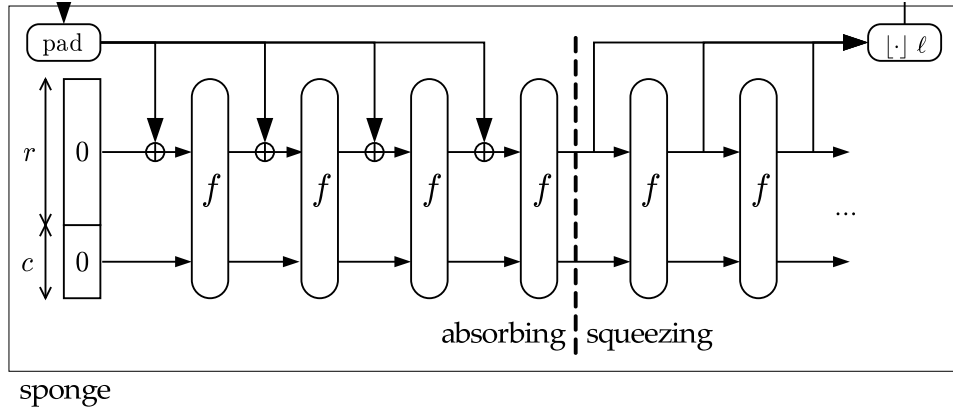 pad
⌊·⌋ ℓ
r
0
f
f
f
f
f
f
...
c
0
absorbing
squeezing
sponge